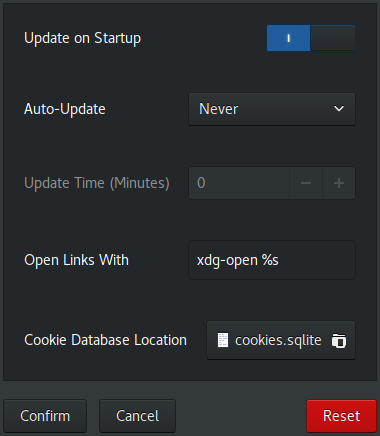 Update on Startup
Auto-Update Never
Update Time (Minutes) 0 − +
Open Links With xdg-open %s
Cookie Database Location cookies.sqlite
Confirm Cancel Reset